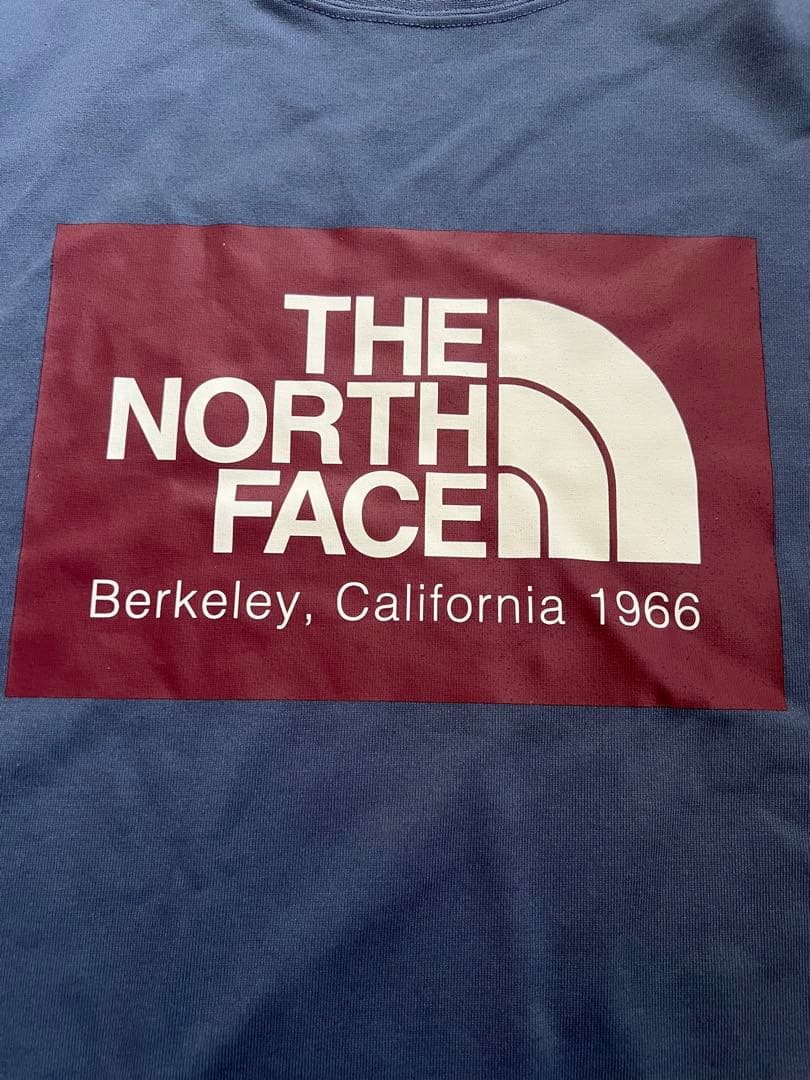 THE
NORTH
FACE
Berkeley, California 1966